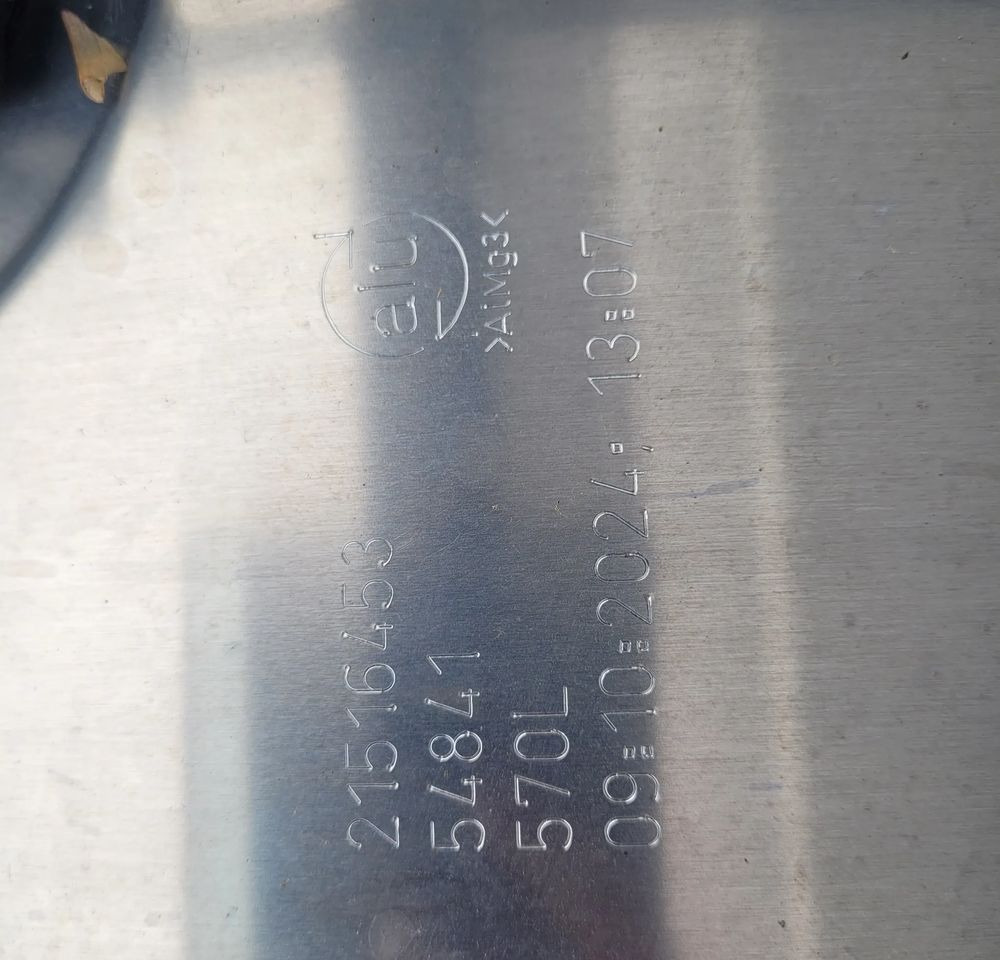 21516453
54841
570L
09:10:2024; 13:07
alu
>AlMg3<